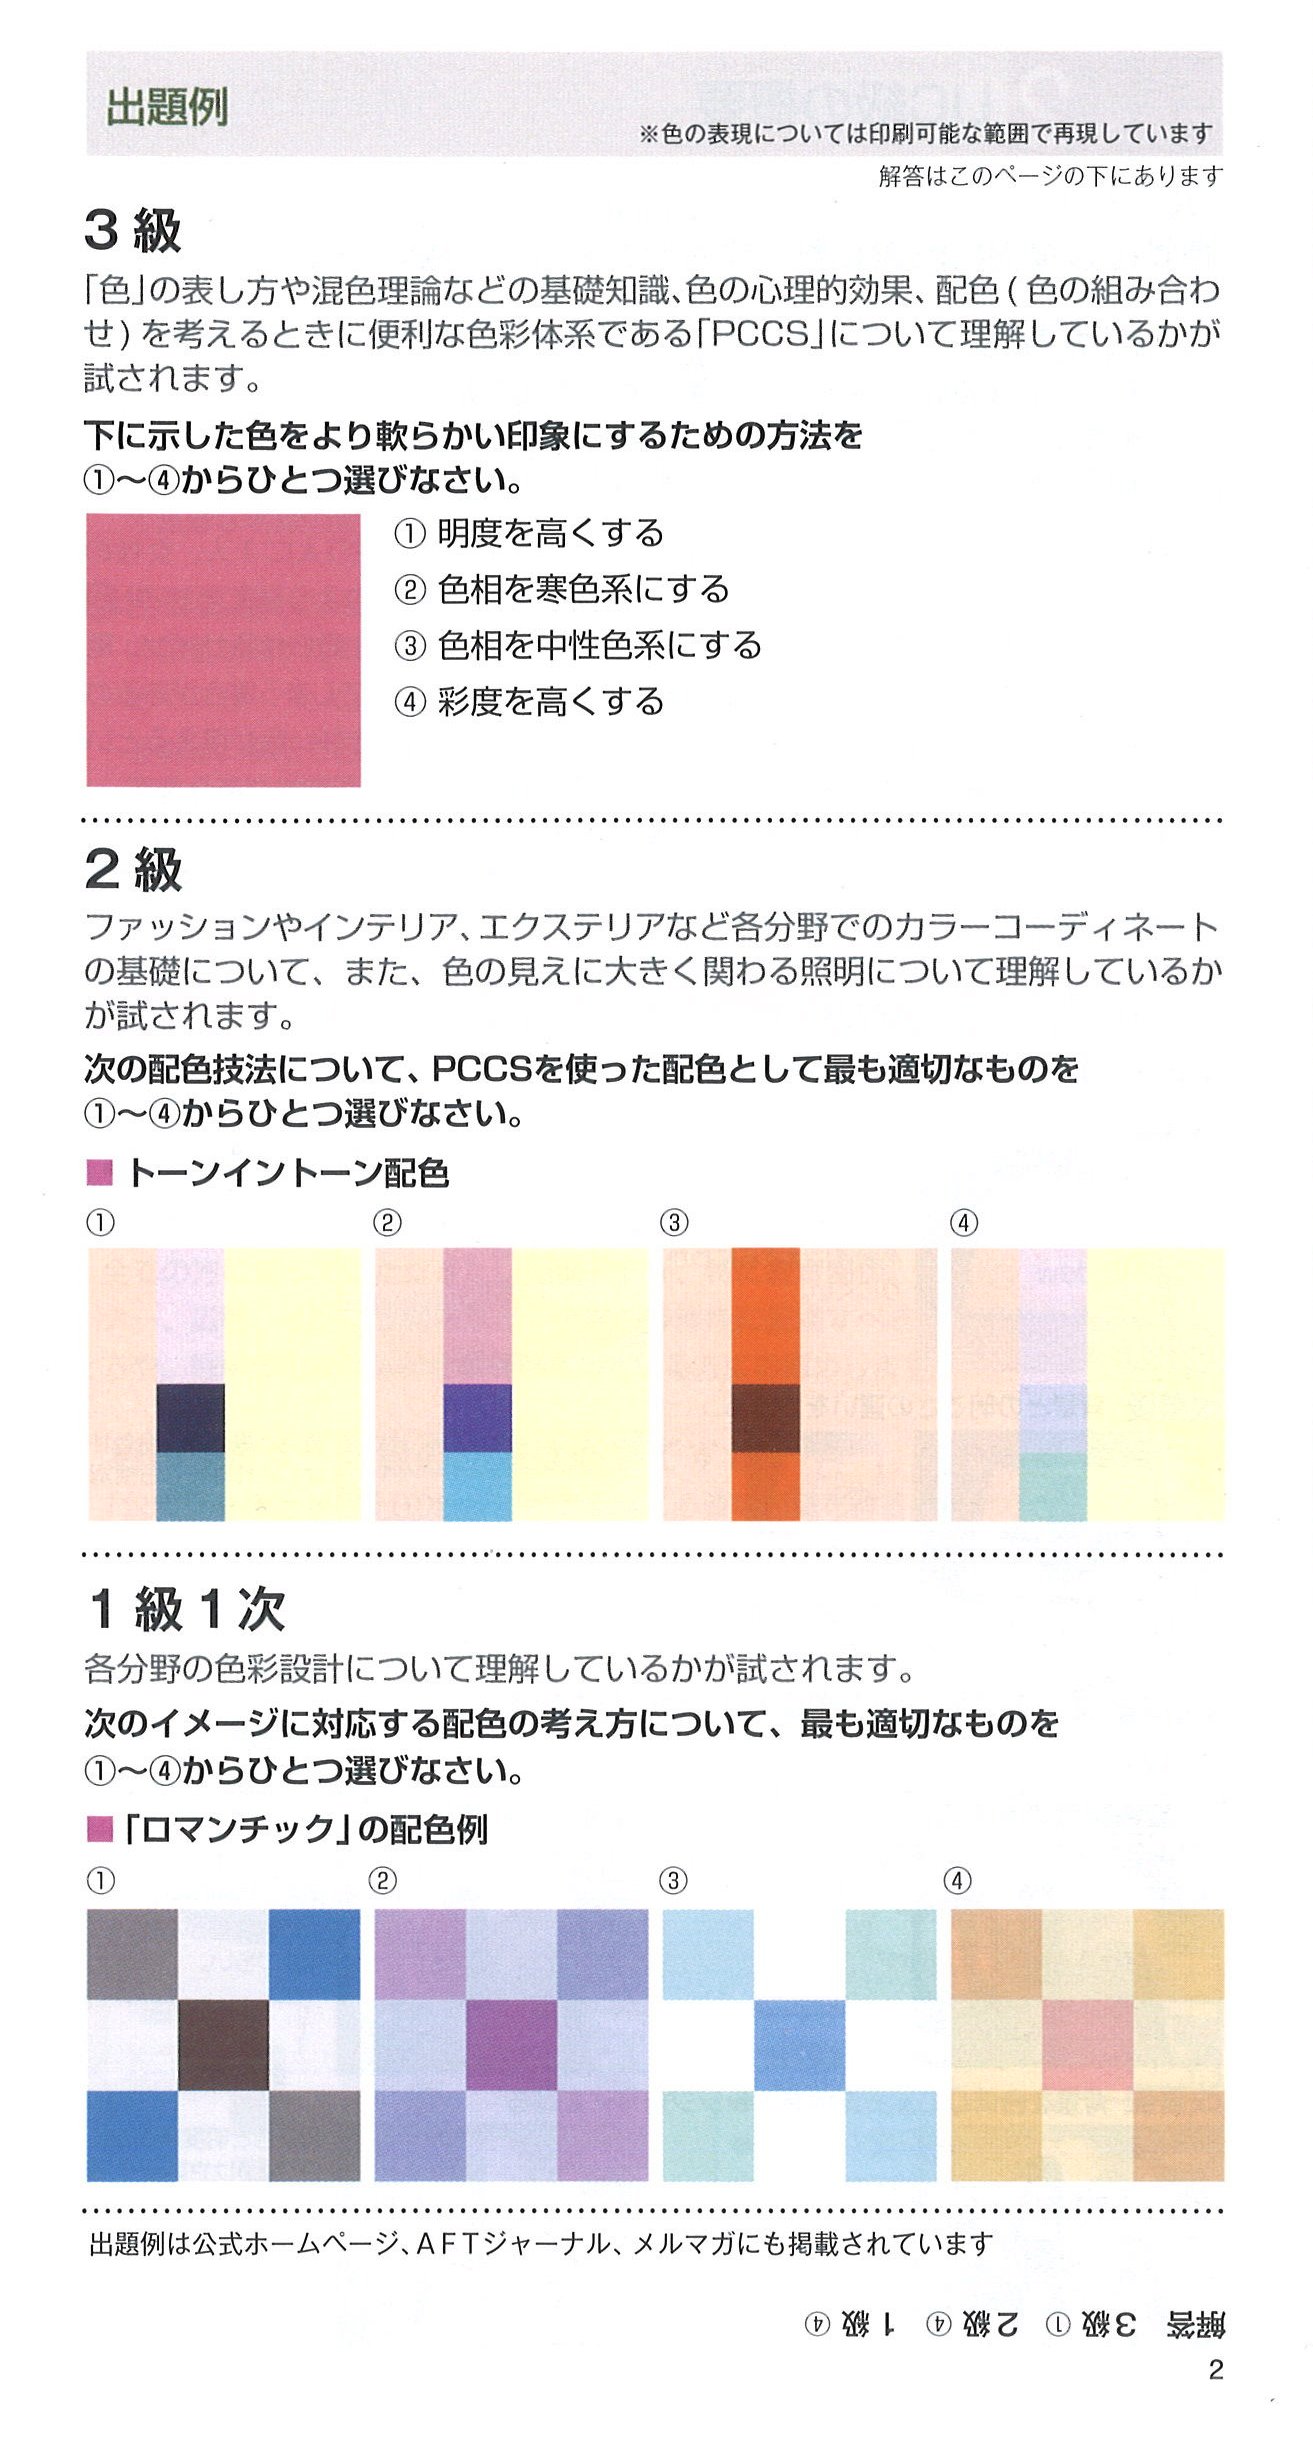 出題例
※色の表現については印刷可能な範囲で再現しています
解答はこのページの下にあります
3級
「色」の表し方や混色理論などの基礎知識、色の心理的効果、配色(色の組み合わ
せ)を考えるときに便利な色彩体系である「PCCS」について理解しているかが
試されます。
下に示した色をより軟らかい印象にするための方法を
①〜④からひとつ選びなさい。
① 明度を高くする
② 色相を寒色系にする
③ 色相を中性色系にする
④ 彩度を高くする
2級
ファッションやインテリア、エクステリアなど各分野でのカラーコーディネート
の基礎について、また、色の見えに大きく関わる照明について理解しているか
が試されます。
次の配色技法について、PCCSを使った配色として最も適切なものを
①〜④からひとつ選びなさい。
■ トーンイントーン配色
① ② ③ ④
1級1次
各分野の色彩設計について理解しているかが試されます。
次のイメージに対応する配色の考え方について、最も適切なものを
①〜④からひとつ選びなさい。
■「ロマンチック」の配色例
① ② ③ ④
出題例は公式ホームページ、AFTジャーナル、メルマガにも掲載されています
解答 3級① 2級④ 1級④
2